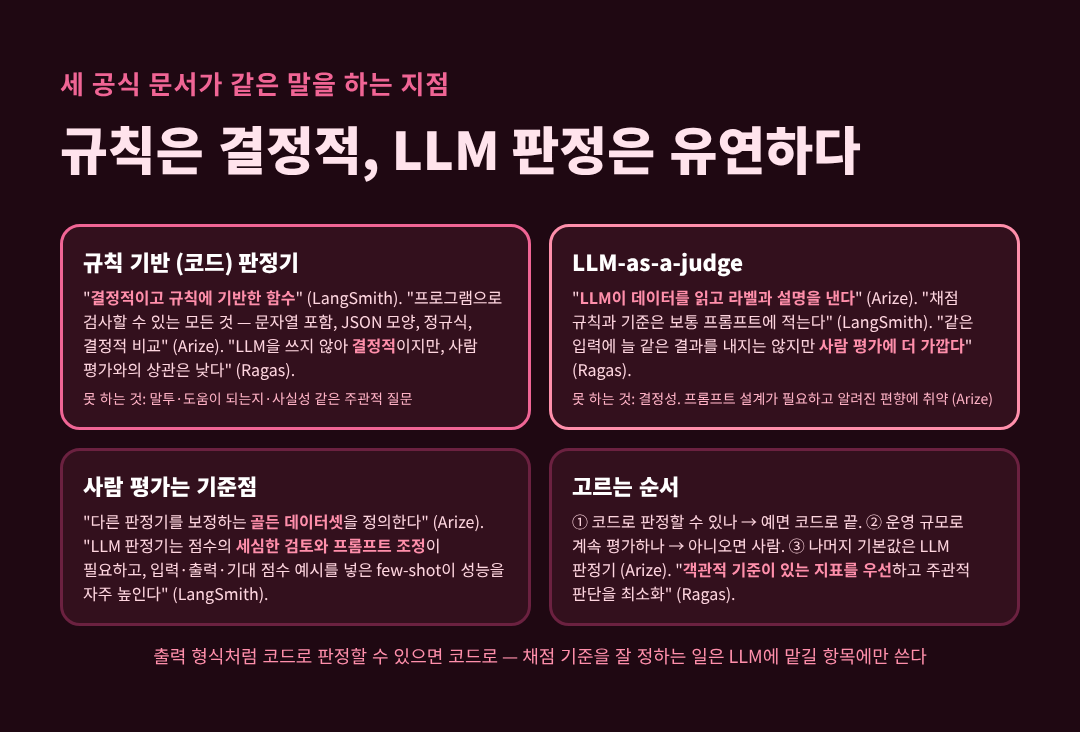 세 공식 문서가 같은 말을 하는 지점
규칙은 결정적, LLM 판정은 유연하다
규칙 기반 (코드) 판정기
"결정적이고 규칙에 기반한 함수" (LangSmith). "프로그램으로
검사할 수 있는 모든 것 — 문자열 포함, JSON 모양, 정규식,
결정적 비교" (Arize). "LLM을 쓰지 않아 결정적이지만, 사람
평가와의 상관은 낮다" (Ragas).
못 하는 것: 말투·도움이 되는지·사실성 같은 주관적 질문
LLM-as-a-judge
"LLM이 데이터를 읽고 라벨과 설명을 낸다" (Arize). "채점
규칙과 기준은 보통 프롬프트에 적는다" (LangSmith). "같은
입력에 늘 같은 결과를 내지는 않지만 사람 평가에 더 가깝다"
(Ragas).
못 하는 것: 결정성. 프롬프트 설계가 필요하고 알려진 편향에 취약 (Arize)
사람 평가는 기준점
"다른 판정기를 보정하는 골든 데이터셋을 정의한다" (Arize).
"LLM 판정기는 점수의 세심한 검토와 프롬프트 조정이
필요하고, 입력·출력·기대 점수 예시를 넣은 few-shot이 성능을
자주 높인다" (LangSmith).
고르는 순서
① 코드로 판정할 수 있나 → 예면 코드로 끝. ② 운영 규모로
계속 평가하나 → 아니오면 사람. ③ 나머지 기본값은 LLM
판정기 (Arize). "객관적 기준이 있는 지표를 우선하고 주관적
판단을 최소화" (Ragas).
출력 형식처럼 코드로 판정할 수 있으면 코드로 — 채점 기준을 잘 정하는 일은 LLM에 맡길 항목에만 쓴다